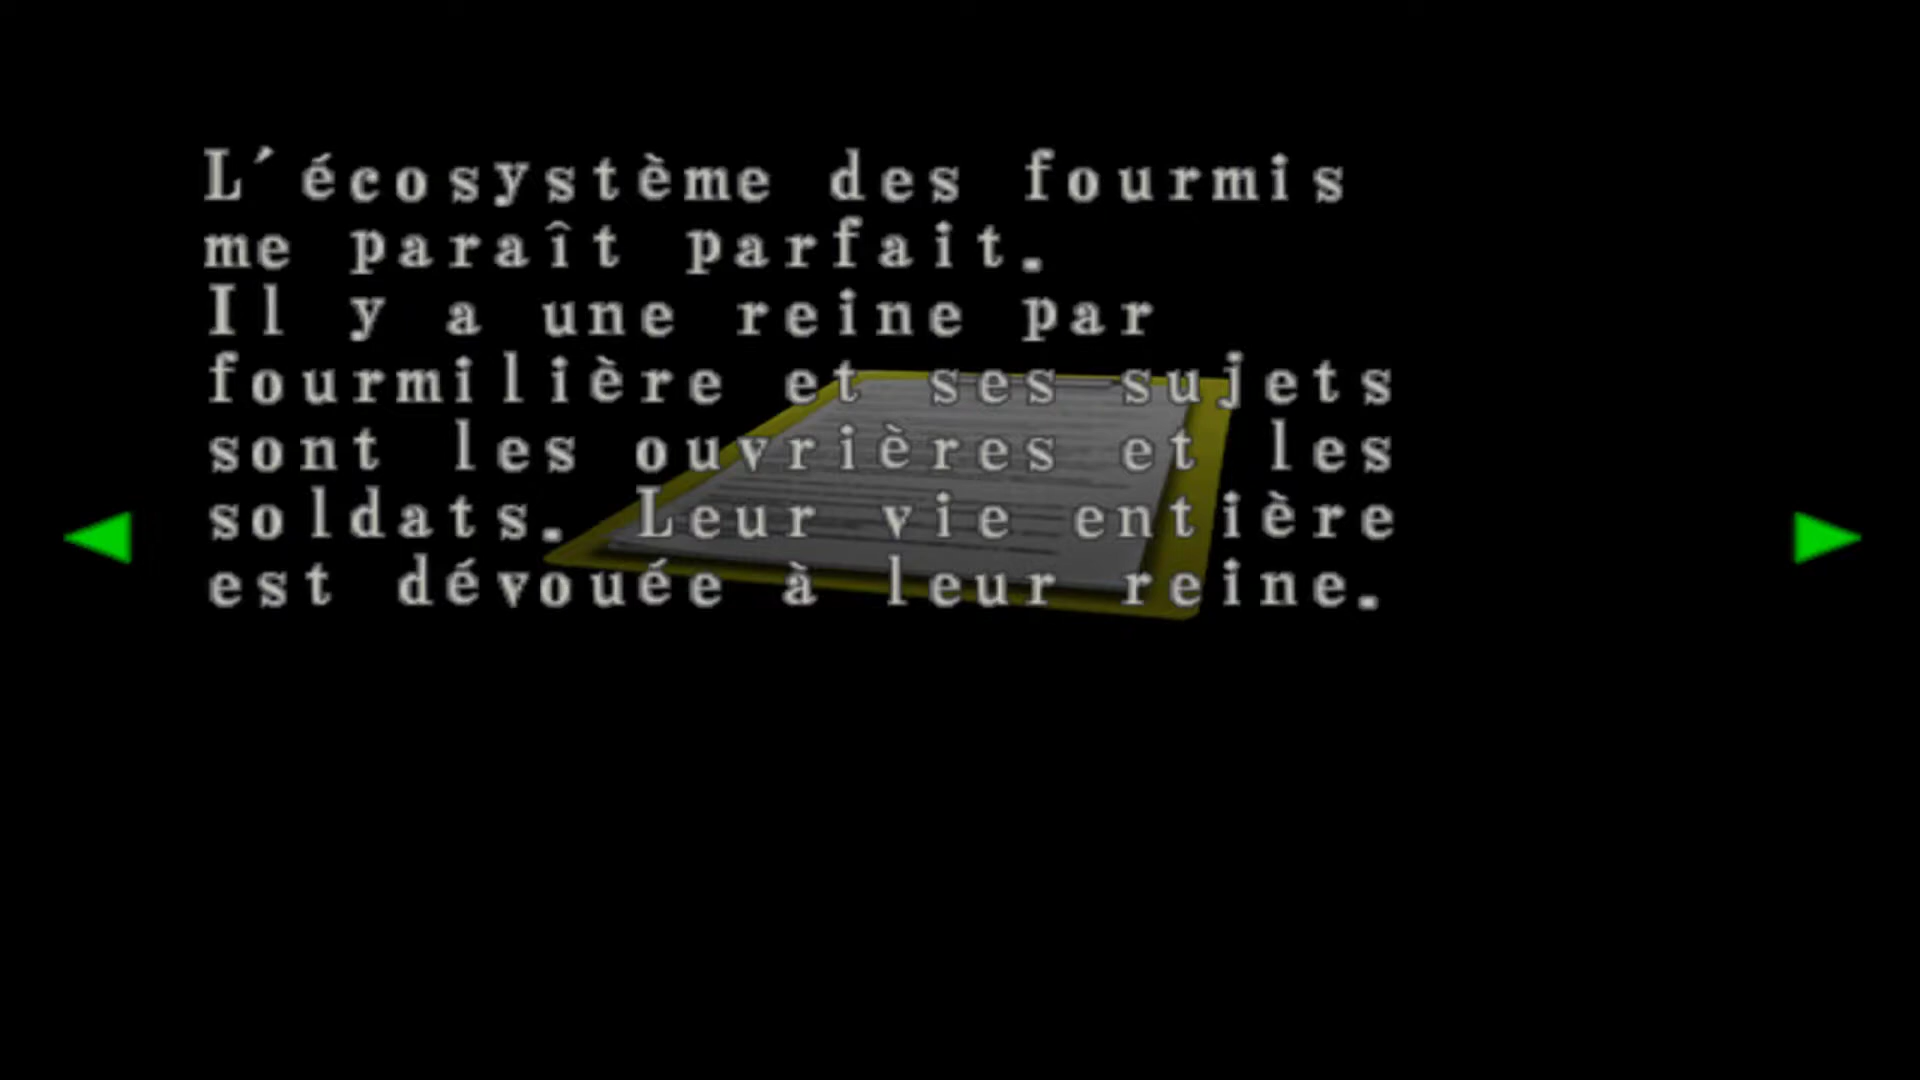 L´écosystème des fourmis
me paraît parfait.
Il y a une reine par
fourmilière et ses sujets
sont les ouvrières et les
soldats. Leur vie entière
est dévouée à leur reine.